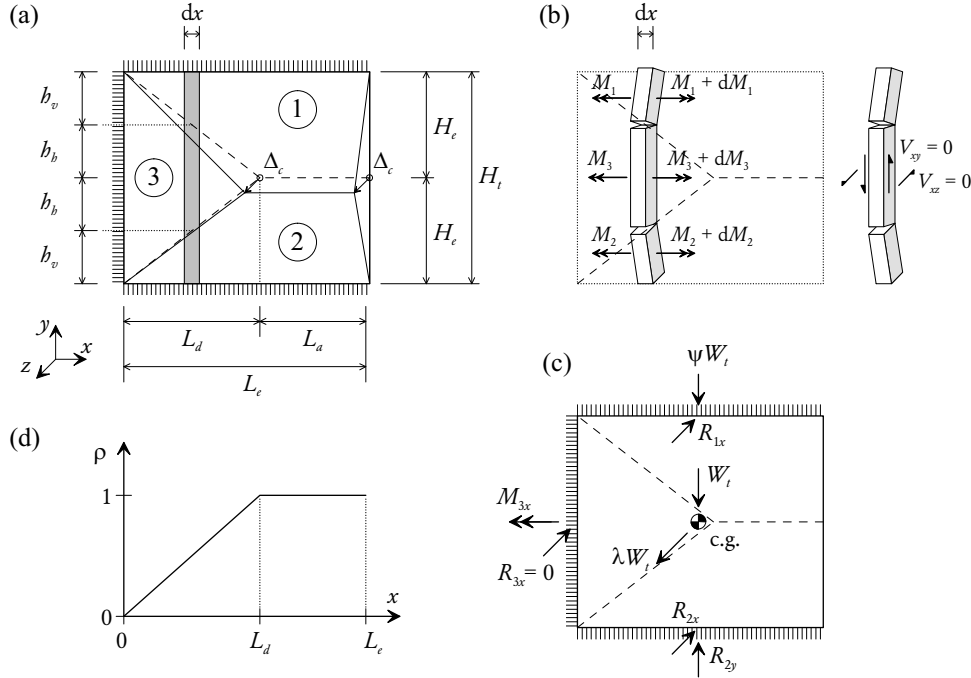 (a)
dx
h_v
h_h
h_h
h_v
1
2
3
Δ_c
Δ_c
H_e
H_e
H_t
L_d
L_a
L_e
y
x
z
(b)
dx
M_1
M_1 + dM_1
M_3
M_3 + dM_3
M_2
M_2 + dM_2
V_xy = 0
V_xz = 0
(c)
ψW_t
R_1x
W_t
M_3x
c.g.
λW_t
R_3x = 0
R_2x
R_2y
(d)
ρ
1
0
0
L_d
L_e
x